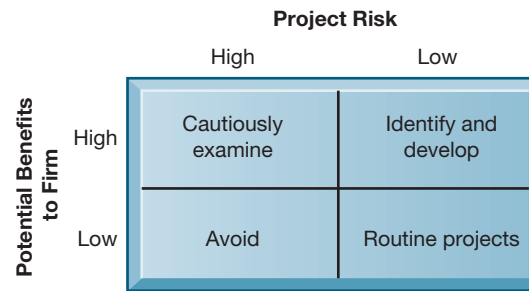 Project Risk
High
Low
Potential Benefits
to Firm
High
Cautiously
examine
Identify and
develop
Low
Avoid
Routine projects